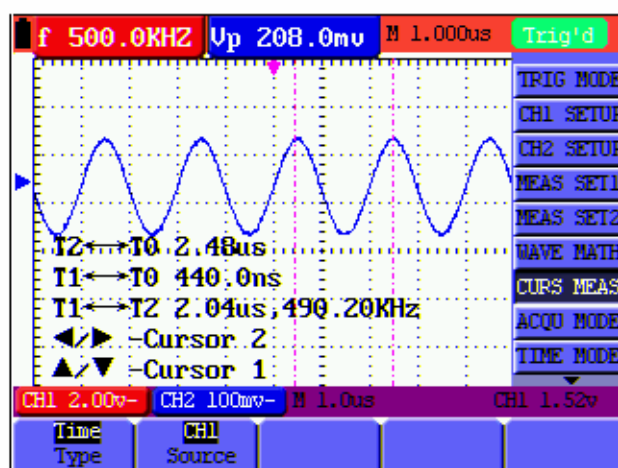 f 500.0KHZ Vp 208.0mv M 1.000us Trig'd
TRIG MODE
CH1 SETUP
CH2 SETUP
MEAS SET1
MEAS SET2
WAVE MATH
CURS MEAS
ACQU MODE
TIME MODE
T2←→T0 2.48us
T1←→T0 440.0ns
T1←→T2 2.04us,490.20KHz
◀/▶ -Cursor 2
▲/▼ -Cursor 1
CH1 2.00v- CH2 100mv- M 1.0us CH1 1.52v
Time CH1
Type Source